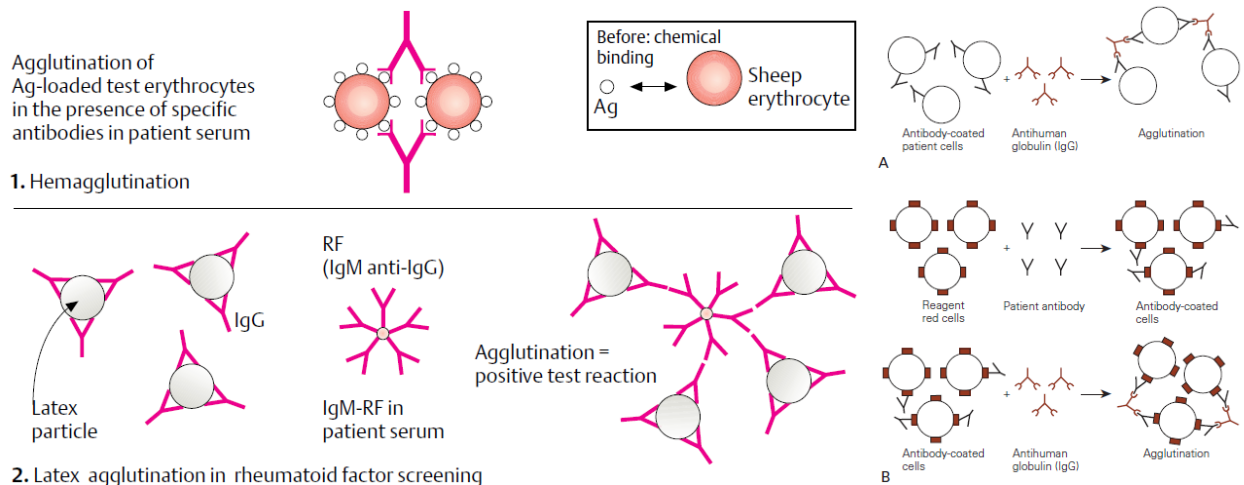 Agglutination of
Ag-loaded test erythrocytes
in the presence of specific
antibodies in patient serum
1. Hemagglutination
Before: chemical
binding
Ag
Sheep
erythrocyte
IgG
Latex
particle
RF
(IgM anti-IgG)
IgM-RF in
patient serum
Agglutination =
positive test reaction
2. Latex agglutination in rheumatoid factor screening
+
Antibody-coated
patient cells
Antihuman
globulin (IgG)
Agglutination
A
+
Reagent
red cells
Patient antibody
Antibody-coated
cells
+
Antibody-coated
cells
Antihuman
globulin (IgG)
Agglutination
B